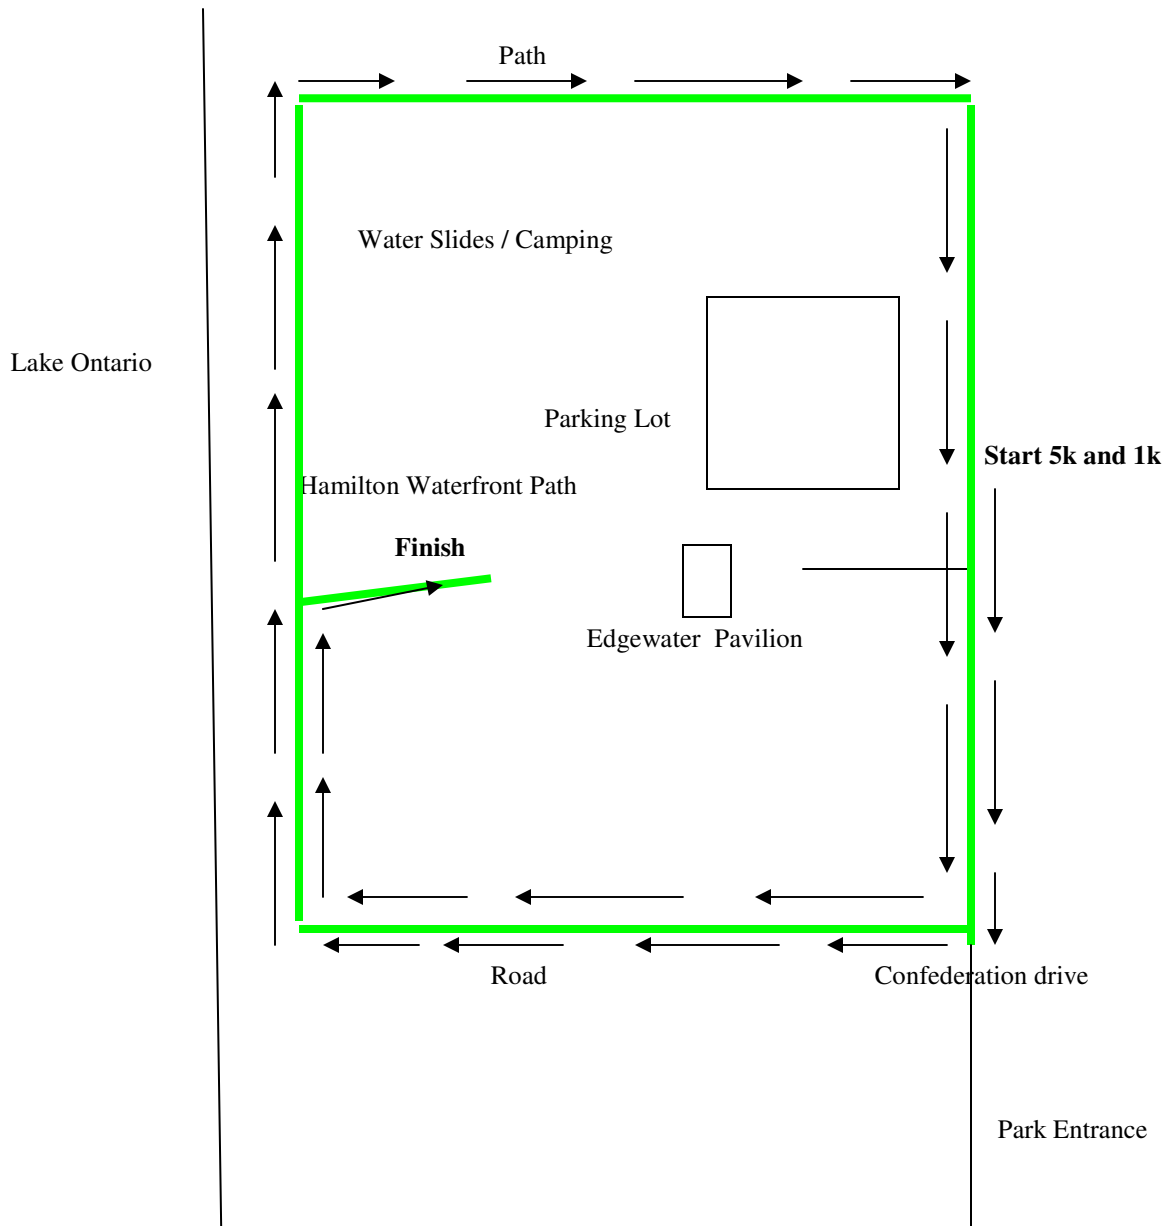 Path
Water Slides / Camping
Lake Ontario
Parking Lot
Start 5k and 1k
Hamilton Waterfront Path
Finish
Edgewater  Pavilion
Road
Confederation drive
Park Entrance